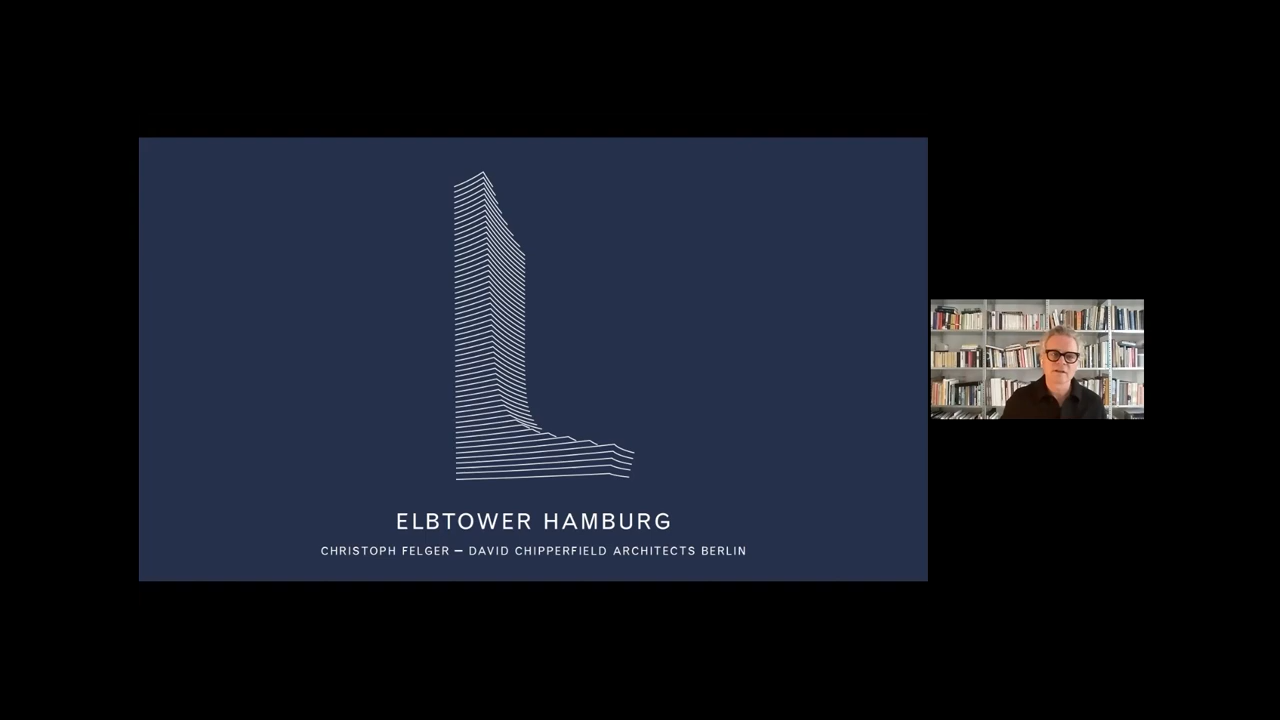 ELBTOWER HAMBURG
CHRISTOPH FELGER — DAVID CHIPPERFIELD ARCHITECTS BERLIN